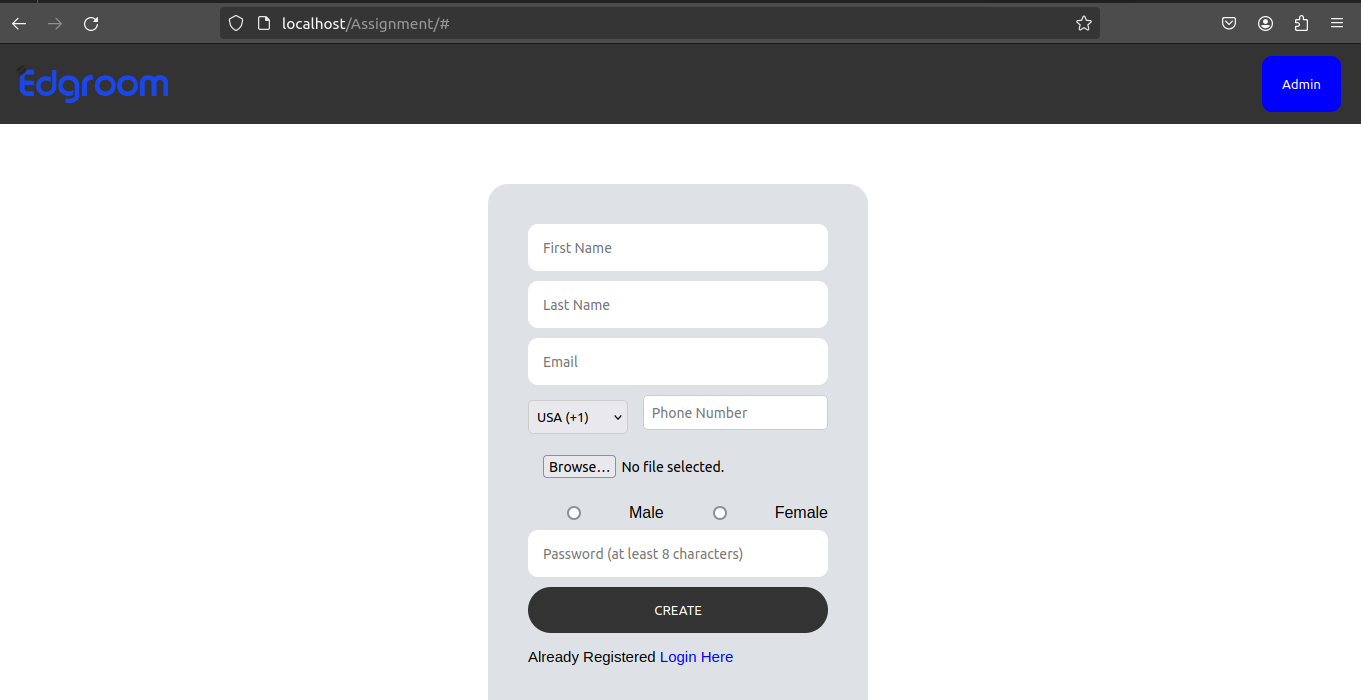 localhost/Assignment/#
Edgroom
Admin
First Name
Last Name
Email
USA (+1)
Phone Number
Browse... No file selected.
Male Female
Password (at least 8 characters)
CREATE
Already Registered Login Here